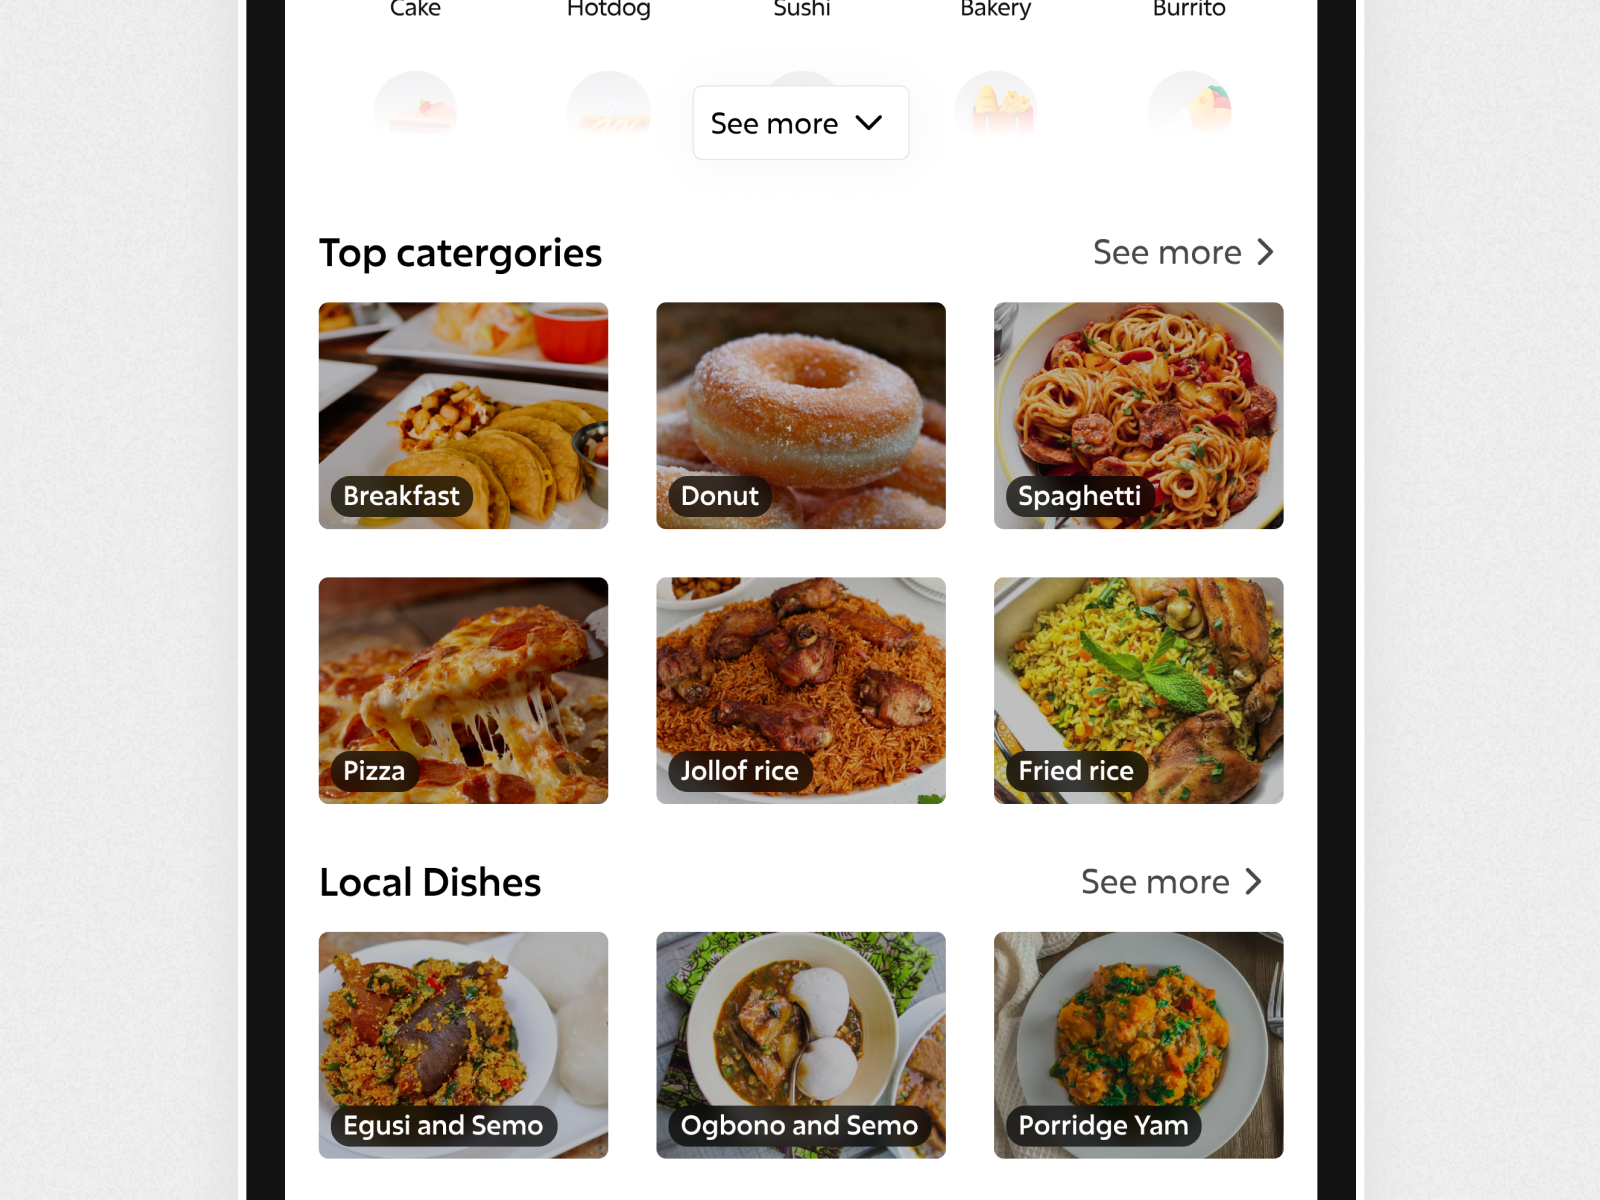 Cake Hotdog Sushi Bakery Burrito
See more
Top catergories See more
Breakfast Donut Spaghetti
Pizza Jollof rice Fried rice
Local Dishes See more
Egusi and Semo Ogbono and Semo Porridge Yam